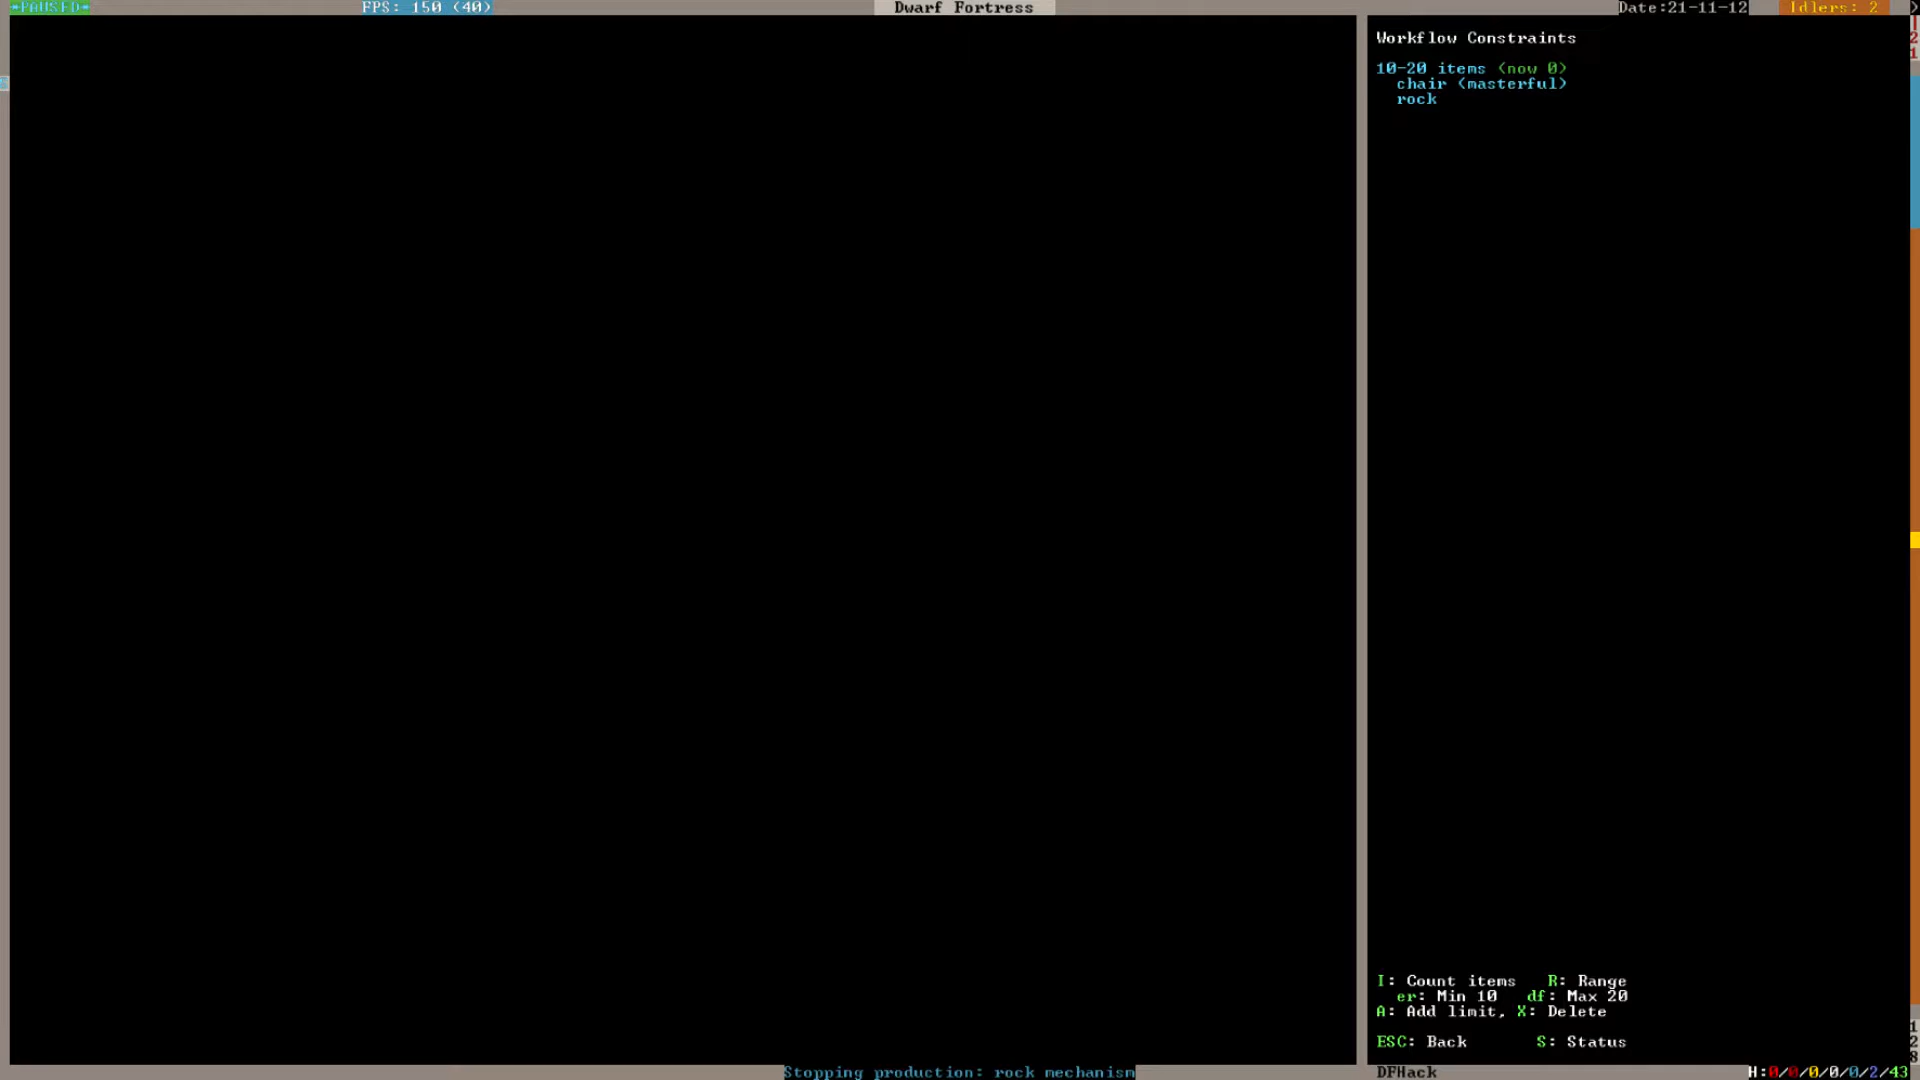 *PAUSED* FPS: 150 (40) Dwarf Fortress Date:21-11-12 Idlers: 2
Workflow Constraints
10-20 items (now 0)
chair (masterful)
rock
I: Count items R: Range
er: Min 10 df: Max 20
A: Add limit, X: Delete
ESC: Back S: Status
Stopping production: rock mechanism DFHack H:0/0/0/0/0/2/43